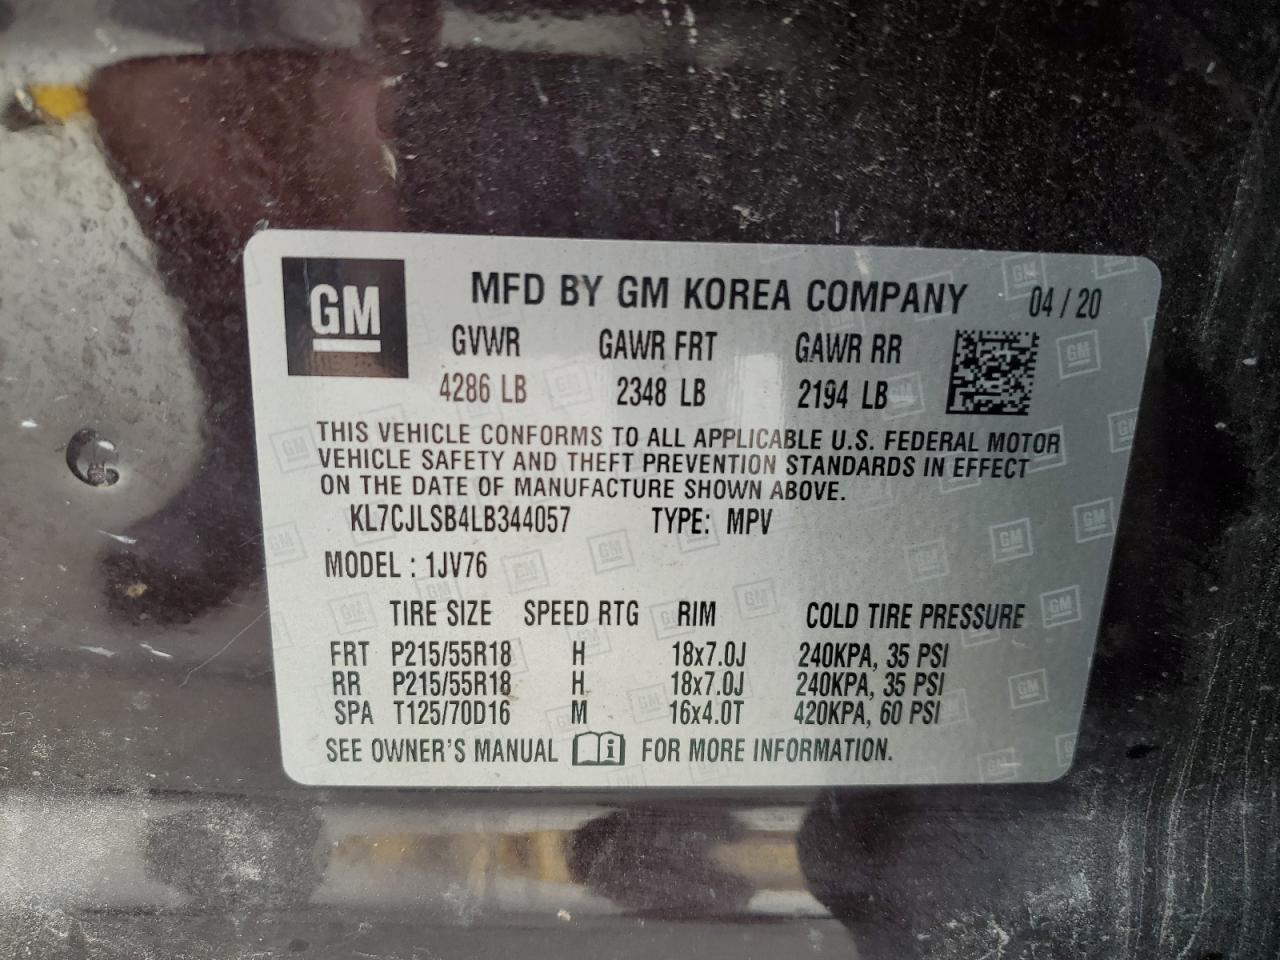 GM
MFD BY GM KOREA COMPANY 04 / 20
GVWR GAWR FRT GAWR RR
4286 LB 2348 LB 2194 LB
THIS VEHICLE CONFORMS TO ALL APPLICABLE U.S. FEDERAL MOTOR
VEHICLE SAFETY AND THEFT PREVENTION STANDARDS IN EFFECT
ON THE DATE OF MANUFACTURE SHOWN ABOVE.
KL7CJLSB4LB344057 TYPE: MPV
MODEL : 1JV76
TIRE SIZE SPEED RTG RIM COLD TIRE PRESSURE
FRT P215/55R18 H 18x7.0J 240KPA, 35 PSI
RR P215/55R18 H 18x7.0J 240KPA, 35 PSI
SPA T125/70D16 M 16x4.0T 420KPA, 60 PSI
SEE OWNER'S MANUAL i FOR MORE INFORMATION.